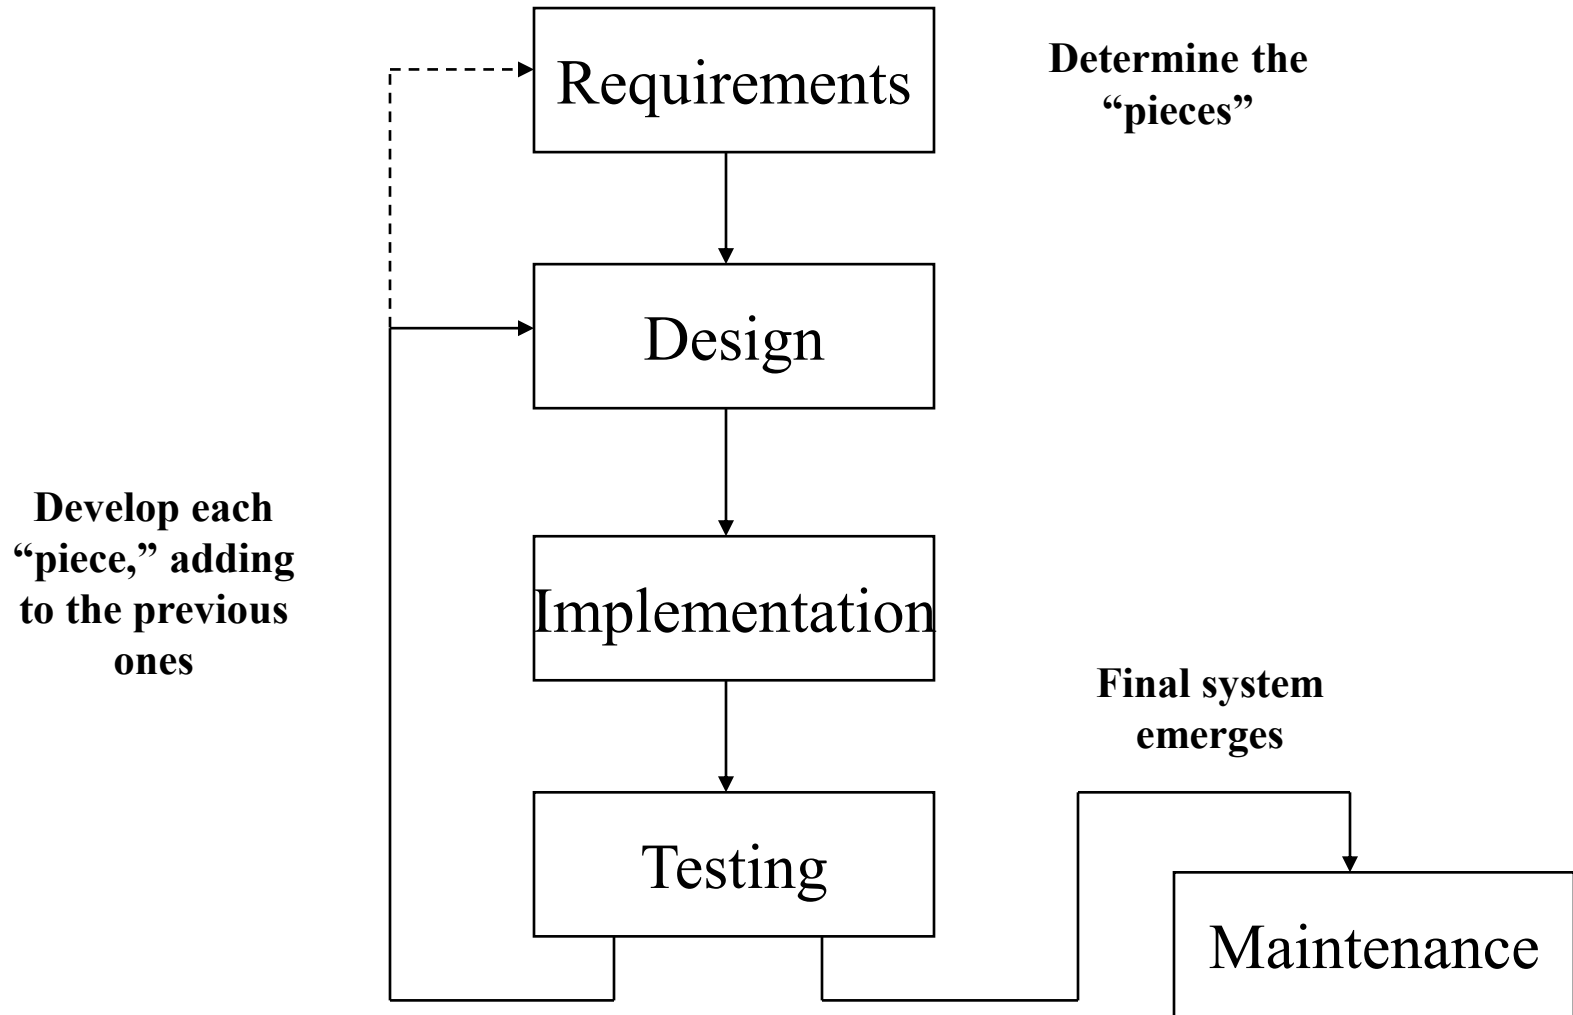 Requirements
Determine the
“pieces”
Design
Develop each
“piece,” adding
to the previous
ones
Implementation
Final system
emerges
Testing
Maintenance